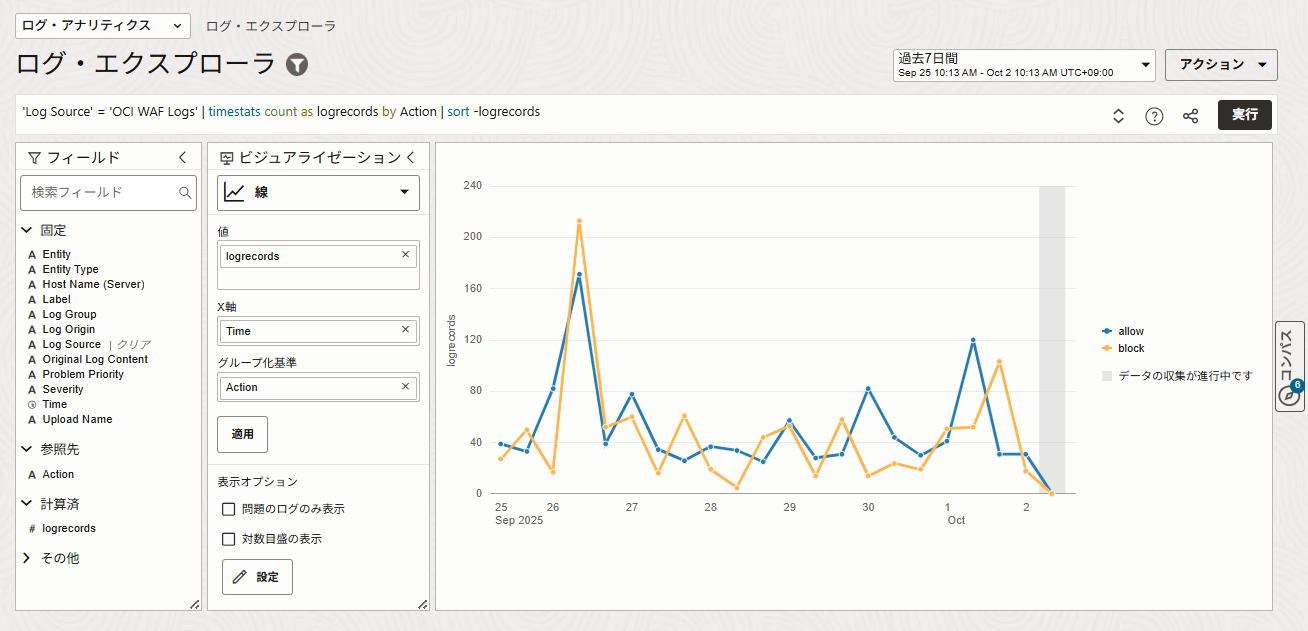 ログ・アナリティクス
ログ・エクスプローラ
ログ・エクスプローラ
過去7日間
Sep 25 10:13 AM - Oct 2 10:13 AM UTC+09:00
アクション
'Log Source' = 'OCI WAF Logs' | timestats count as logrecords by Action | sort -logrecords
?
実行
フィールド
検索フィールド
固定
A Entity
A Entity Type
A Host Name (Server)
A Label
A Log Group
A Log Origin
A Log Source | クリア
A Original Log Content
A Problem Priority
A Severity
Time
A Upload Name
参照先
A Action
計算済
# logrecords
その他
ビジュアライゼーション
線
値
logrecords ×
X軸
Time ×
グループ化基準
Action ×
適用
表示オプション
問題のログのみ表示
対数目盛の表示
設定
logrecords
240
200
160
120
80
40
0
25 26 27 28 29 30 1 2
Sep 2025 Oct
allow
block
データの収集が進行中です
コンパス
6